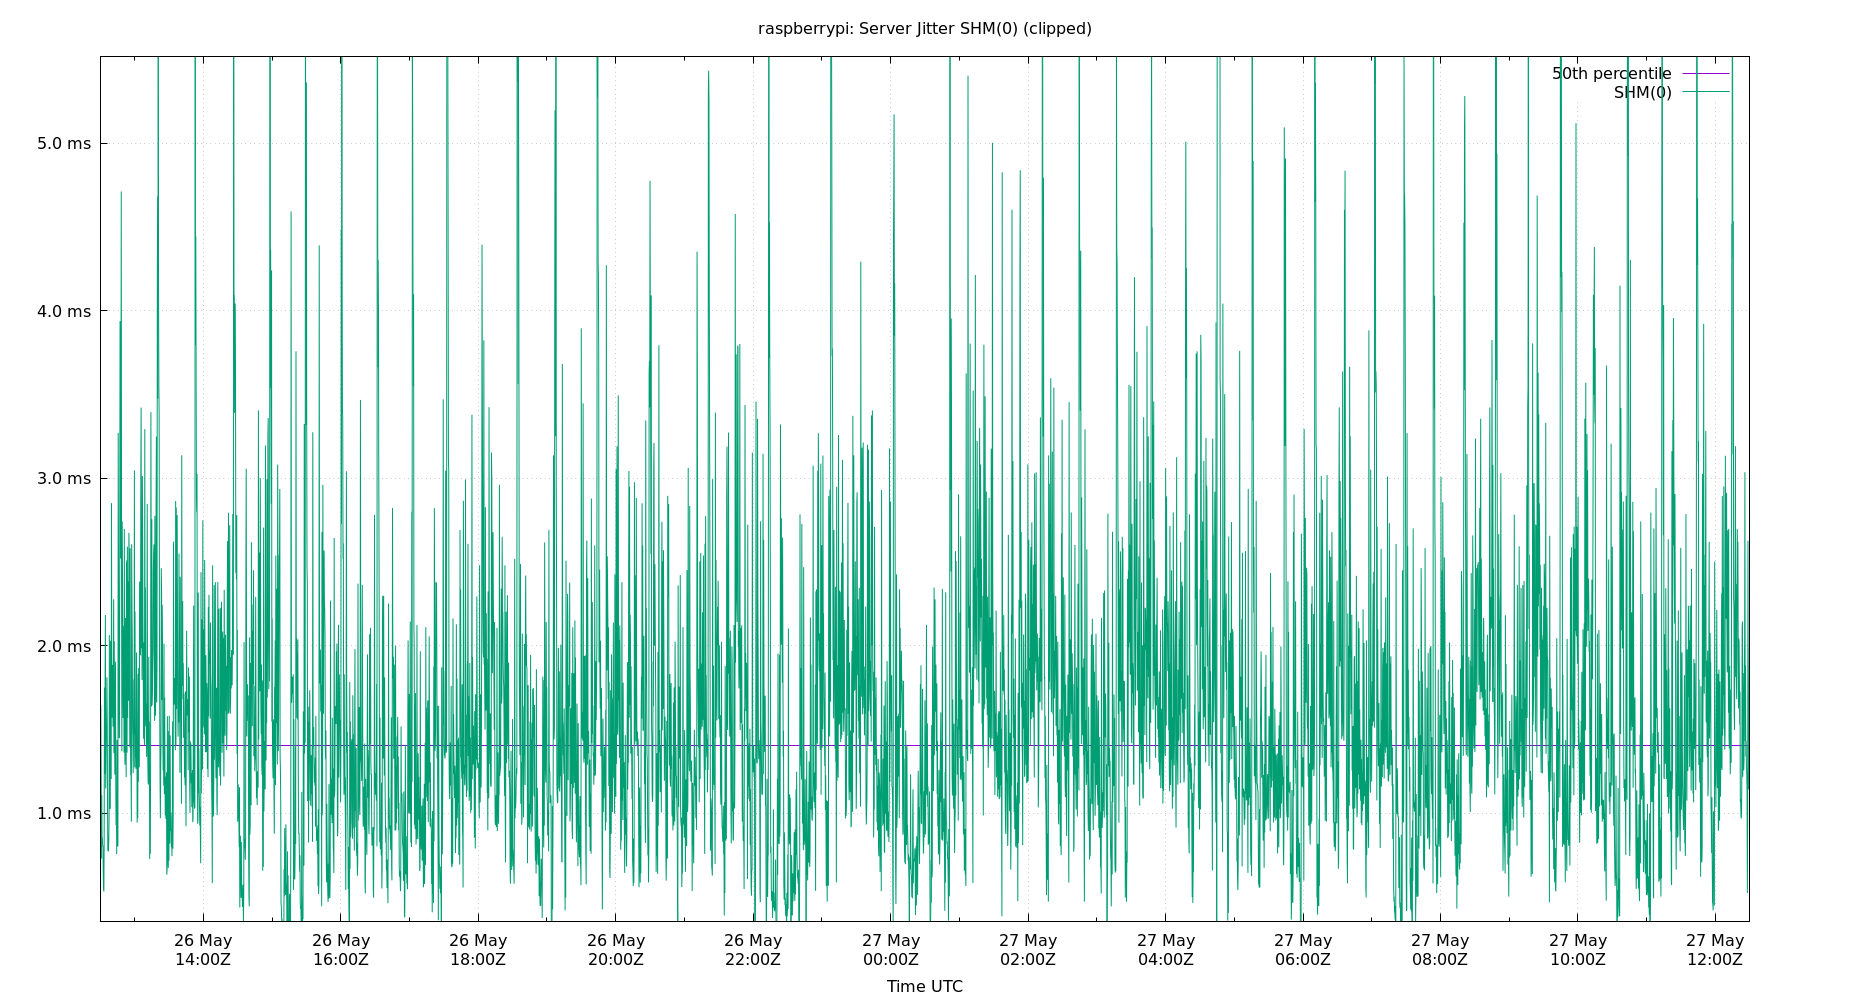 raspberrypi: Server Jitter SHM(0) (clipped)
50th percentile
SHM(0)
5.0 ms
4.0 ms
3.0 ms
2.0 ms
1.0 ms
26 May 26 May 26 May 26 May 26 May 27 May 27 May 27 May 27 May 27 May 27 May 27 May
14:00Z 16:00Z 18:00Z 20:00Z 22:00Z 00:00Z 02:00Z 04:00Z 06:00Z 08:00Z 10:00Z 12:00Z
Time UTC